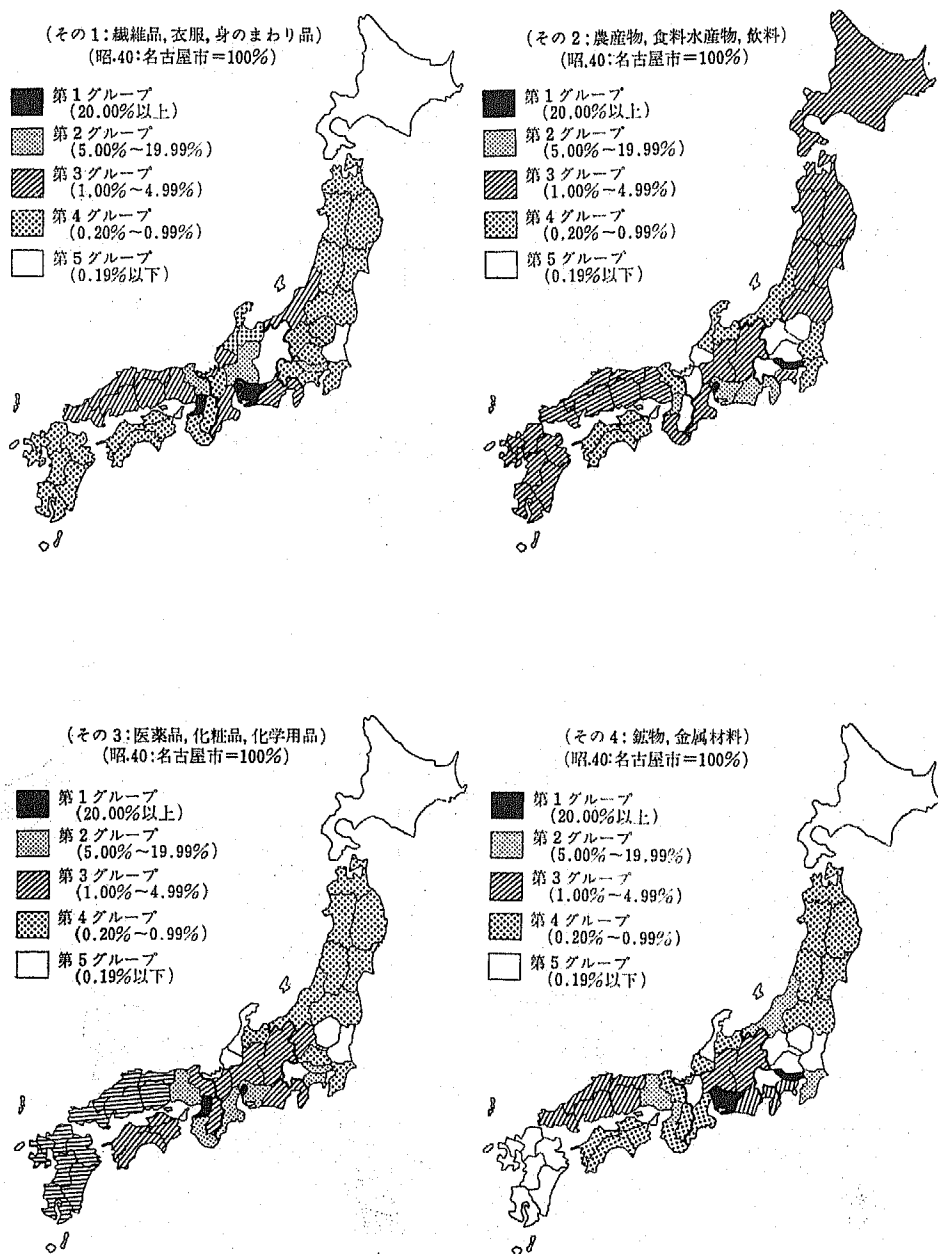 (その1:繊維品,衣服,身のまわり品)
(昭.40:名古屋市=100%)
第1グループ
(20.00%以上)
第2グループ
(5.00%~19.99%)
第3グループ
(1.00%~4.99%)
第4グループ
(0.20%~0.99%)
第5グループ
(0.19%以下)
(その2:農産物,食料水産物,飲料)
(昭.40:名古屋市=100%)
第1グループ
(20.00%以上)
第2グループ
(5.00%~19.99%)
第3グループ
(1.00%~4.99%)
第4グループ
(0.20%~0.99%)
第5グループ
(0.19%以下)
(その3:医薬品,化粧品,化学用品)
(昭.40:名古屋市=100%)
第1グループ
(20.00%以上)
第2グループ
(5.00%~19.99%)
第3グループ
(1.00%~4.99%)
第4グループ
(0.20%~0.99%)
第5グループ
(0.19%以下)
(その4:鉱物,金属材料)
(昭.40:名古屋市=100%)
第1グループ
(20.00%以上)
第2グループ
(5.00%~19.99%)
第3グループ
(1.00%~4.99%)
第4グループ
(0.20%~0.99%)
第5グループ
(0.19%以下)